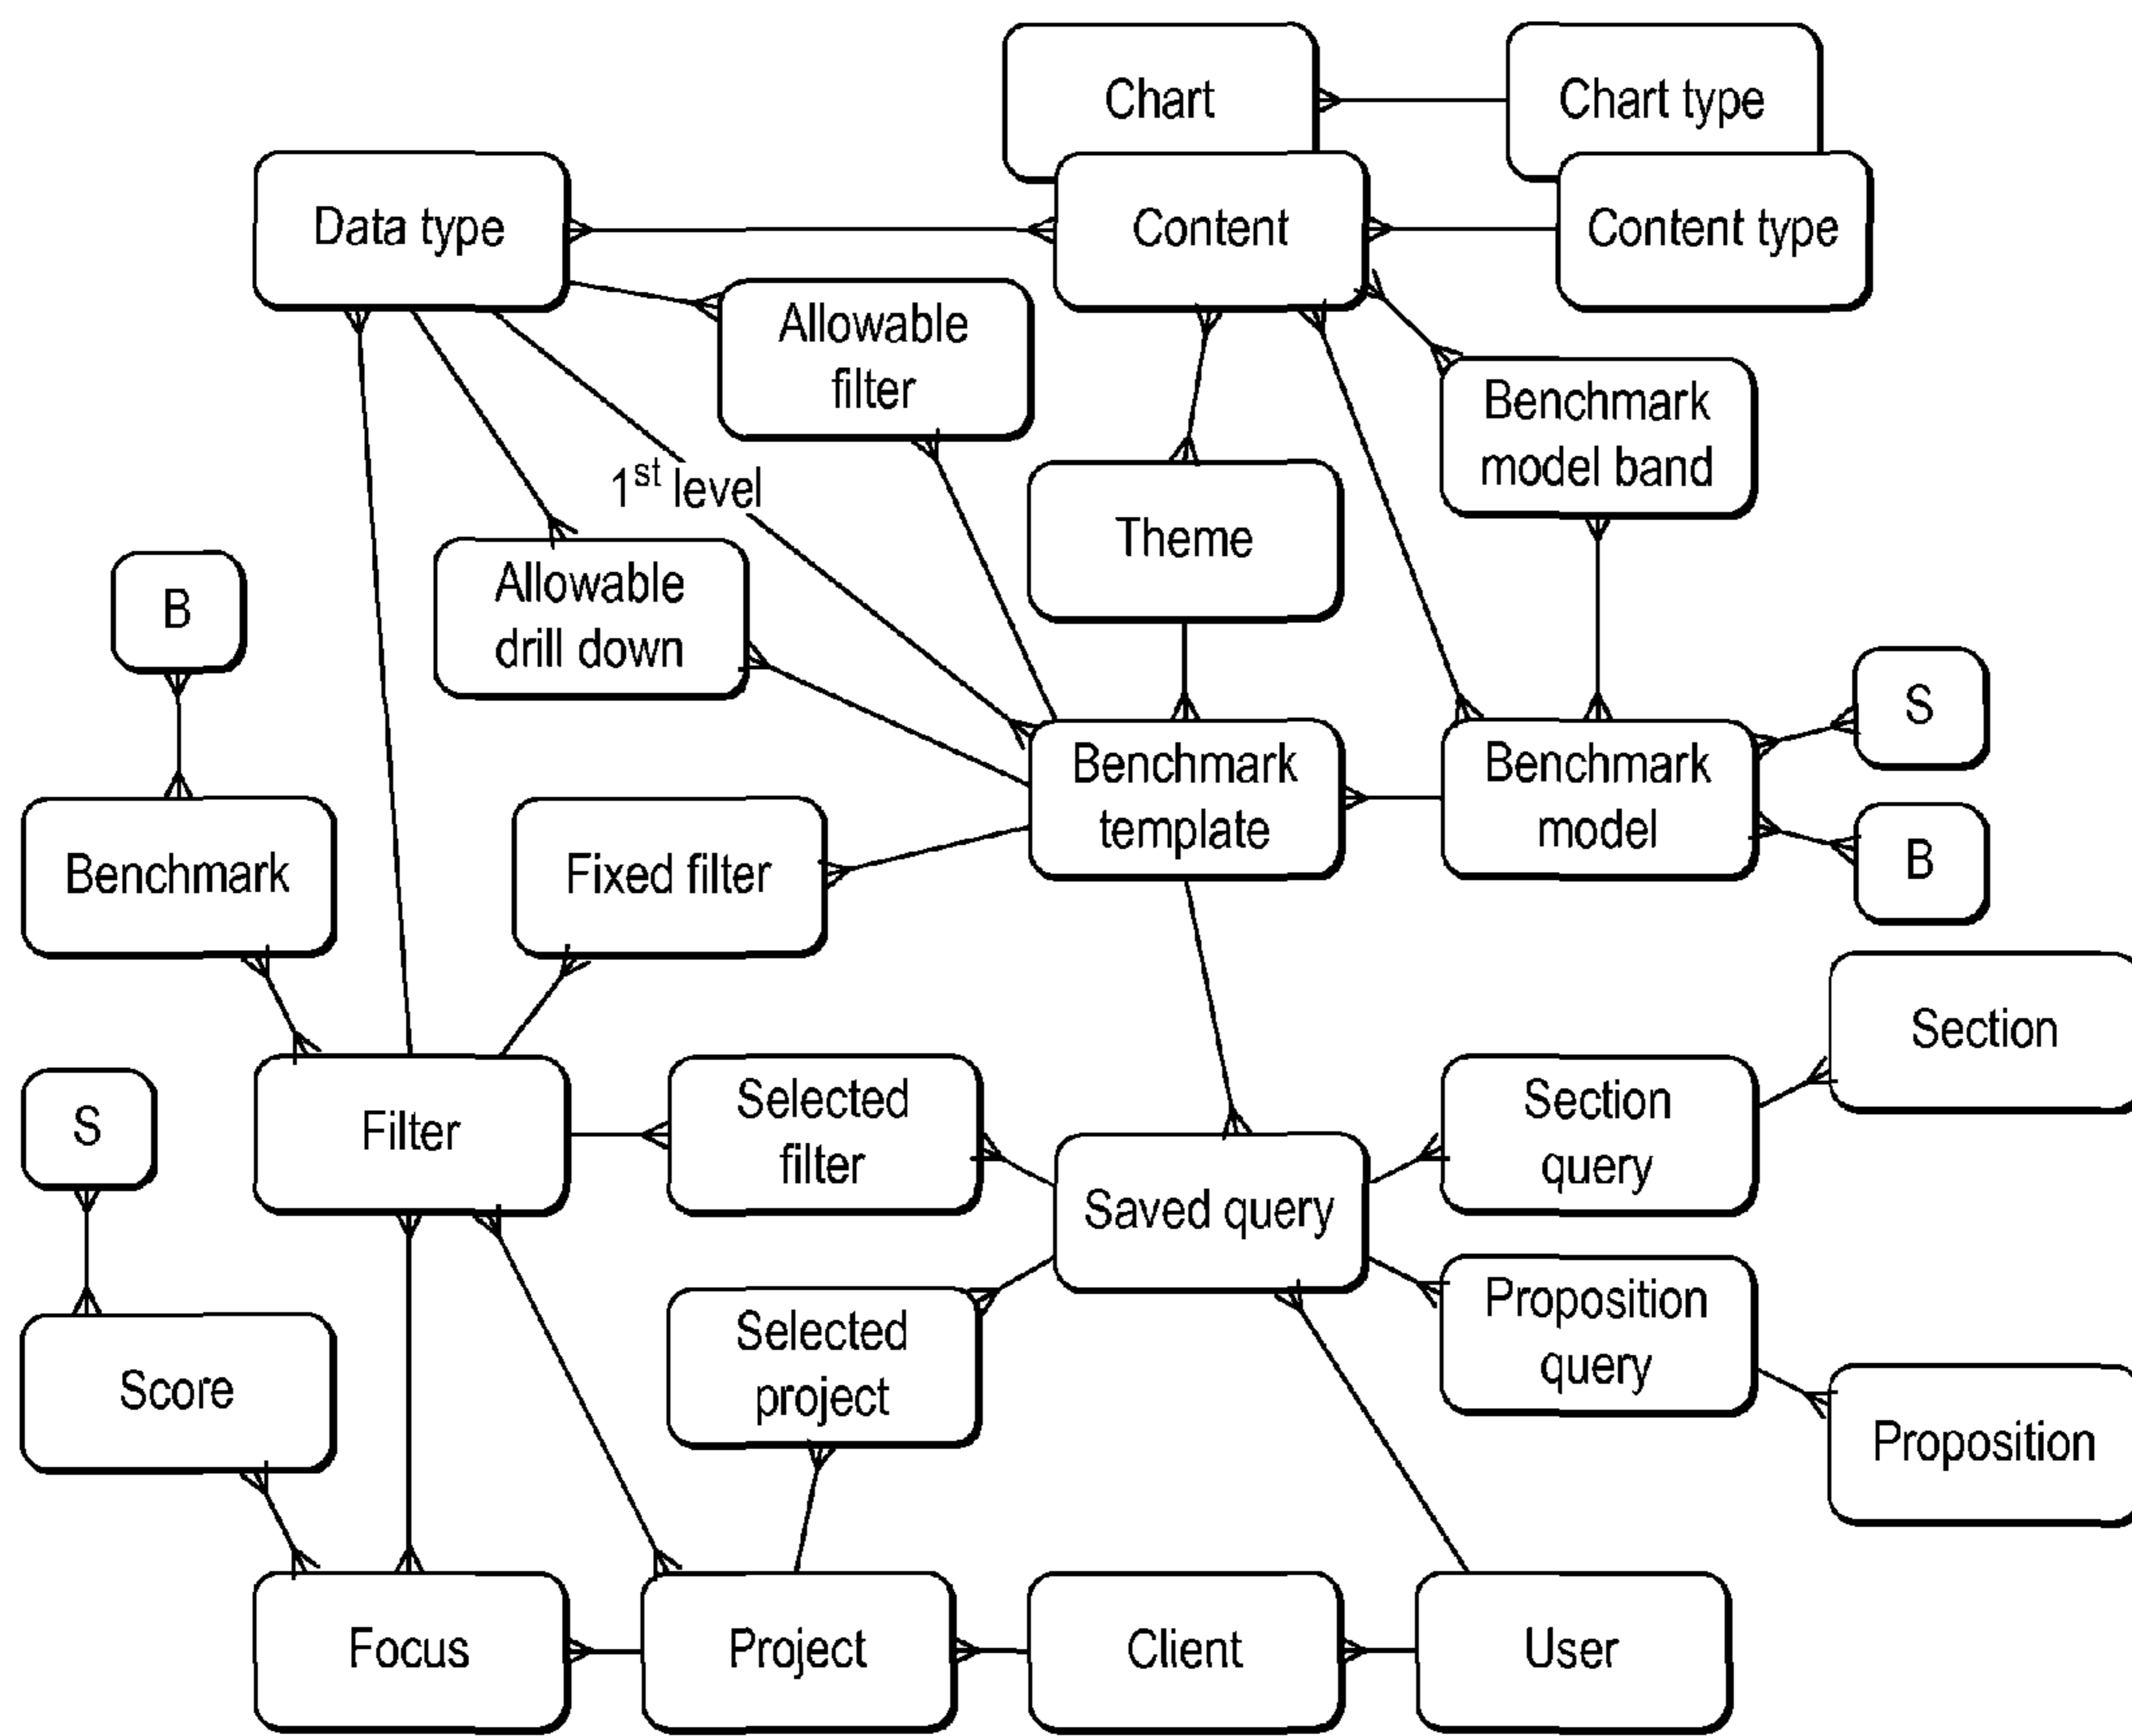 Chart
Chart type
Data type
Content
Content type
Allowable
filter
Benchmark
model band
1st level
Theme
Allowable
drill down
B
S
Benchmark
template
Benchmark
model
Benchmark
Fixed filter
B
Section
S
Filter
Selected
filter
Section
query
Saved query
Selected
project
Proposition
query
Score
Proposition
Focus
Project
Client
User